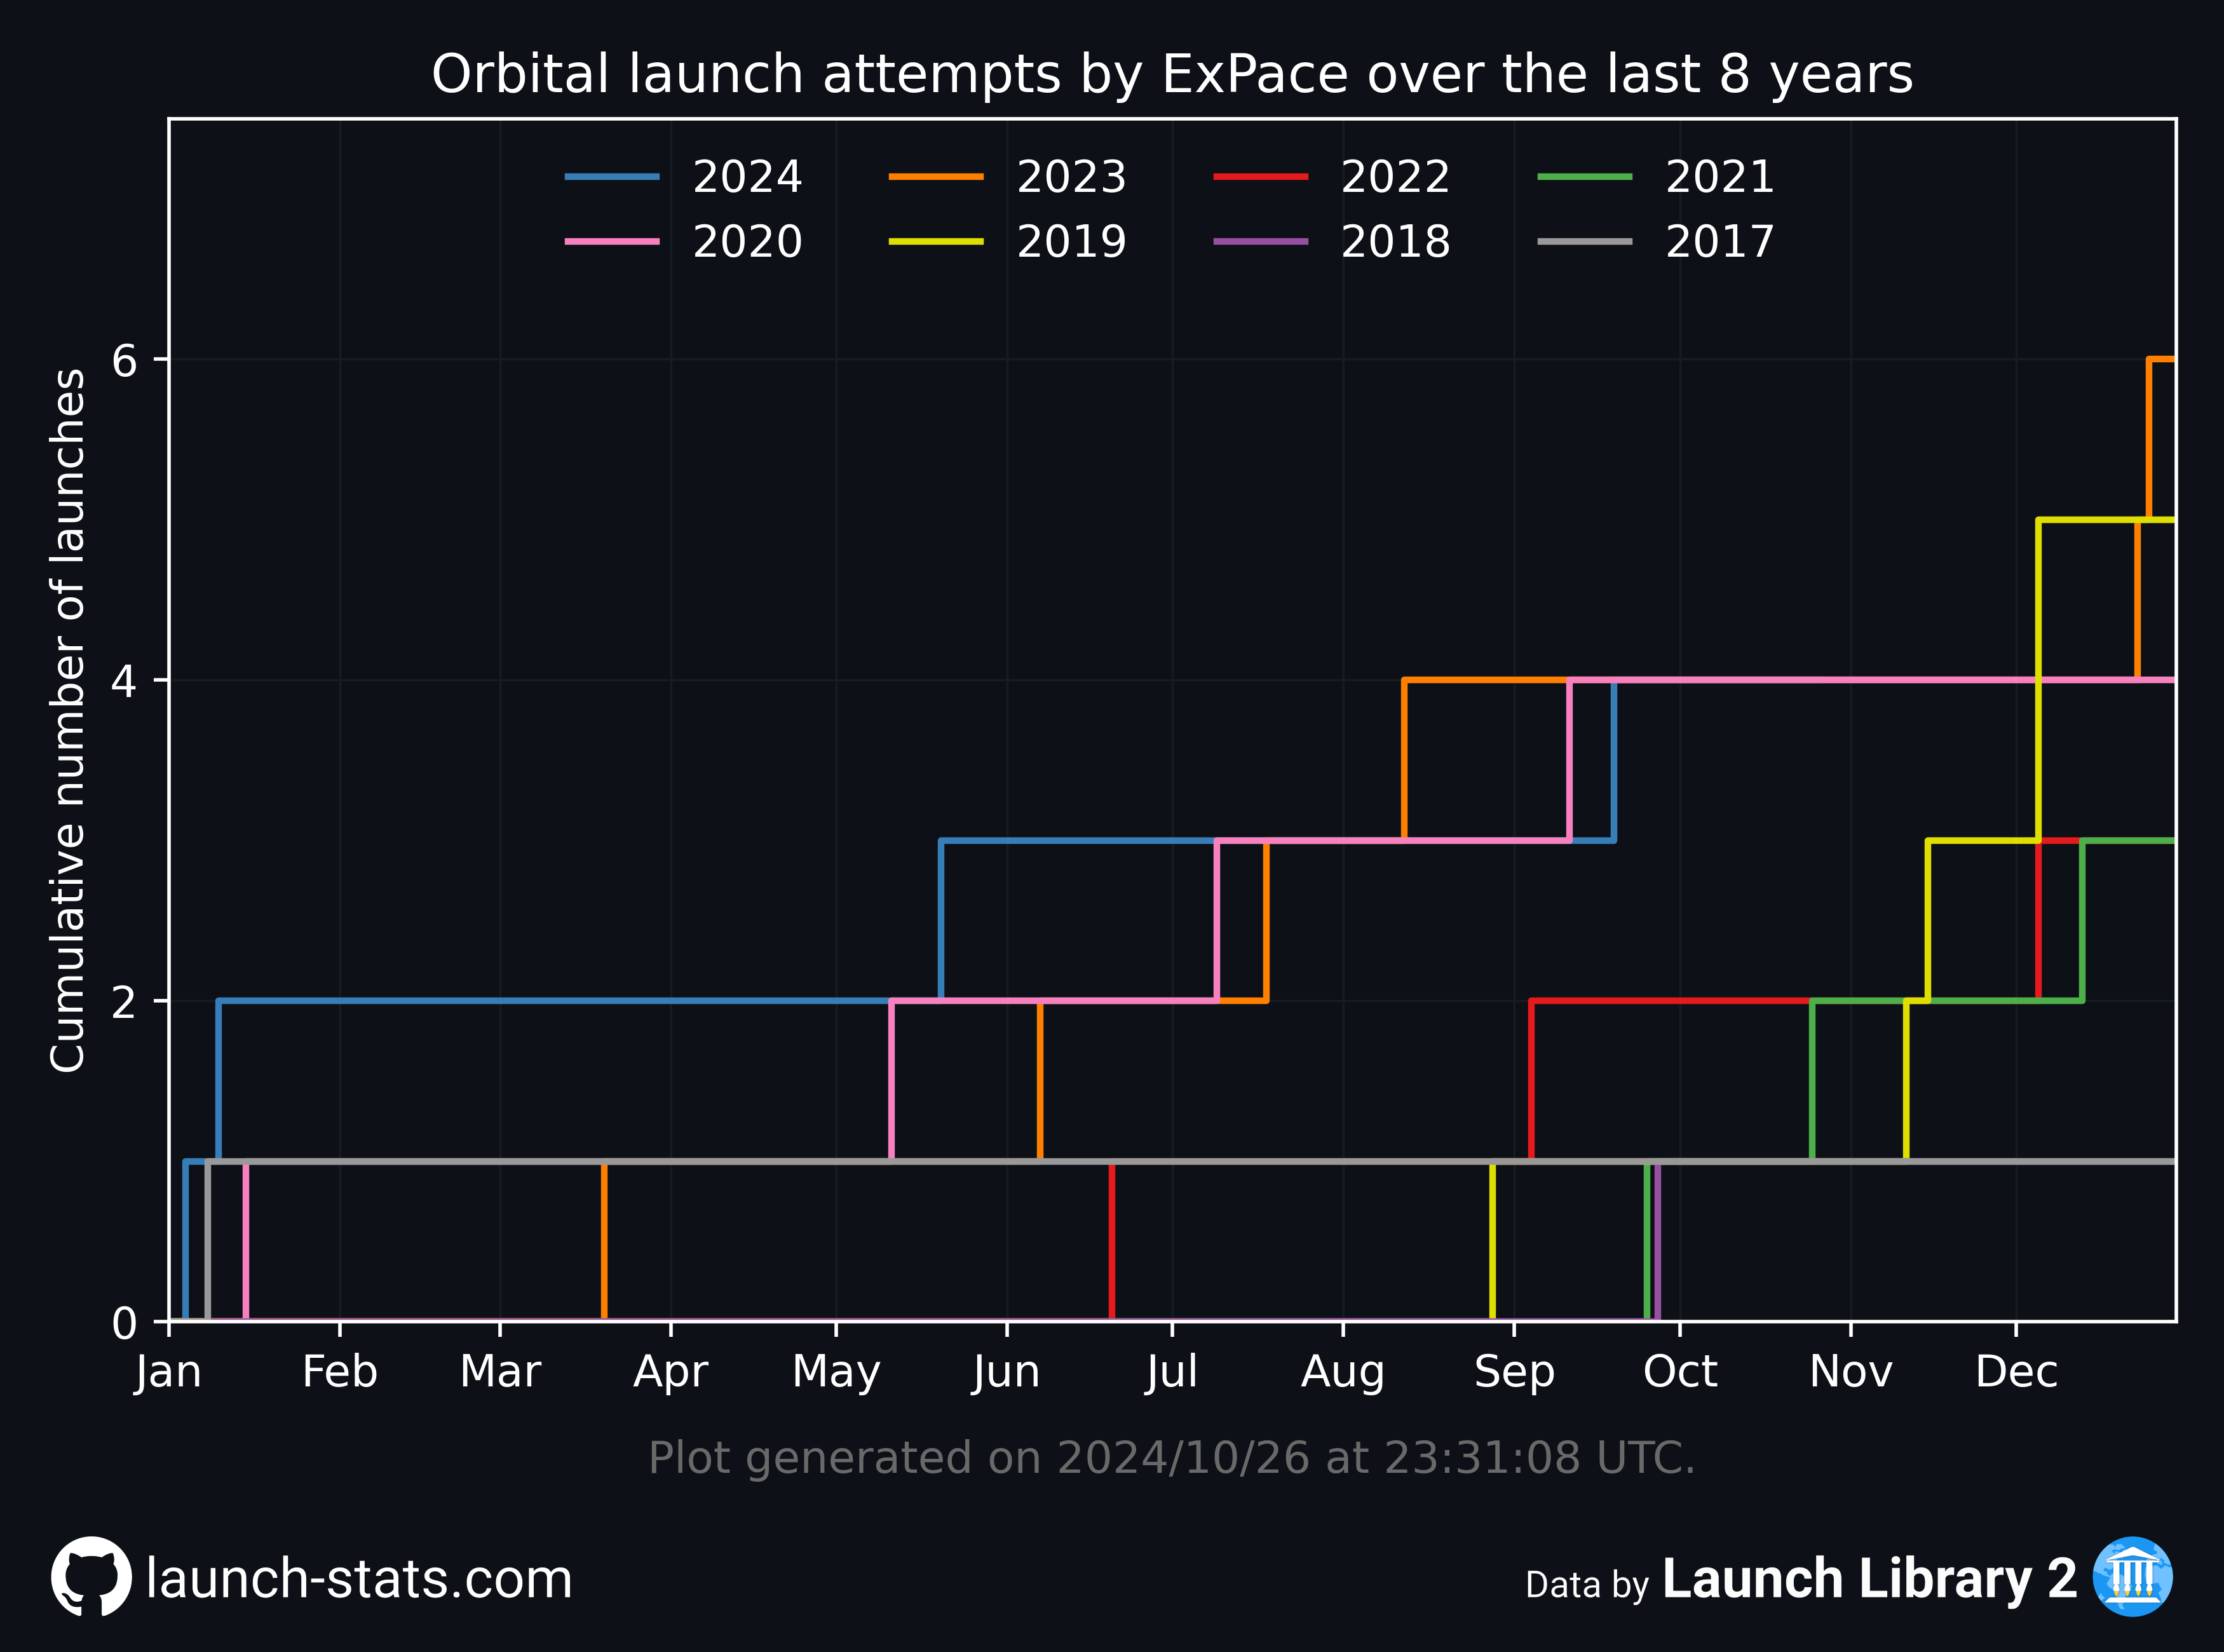 Orbital launch attempts by ExPace over the last 8 years
2024 2023 2022 2021
2020 2019 2018 2017
Cumulative number of launches
6
4
2
0
Jan Feb Mar Apr May Jun Jul Aug Sep Oct Nov Dec
Plot generated on 2024/10/26 at 23:31:08 UTC.
launch-stats.com
Data by Launch Library 2